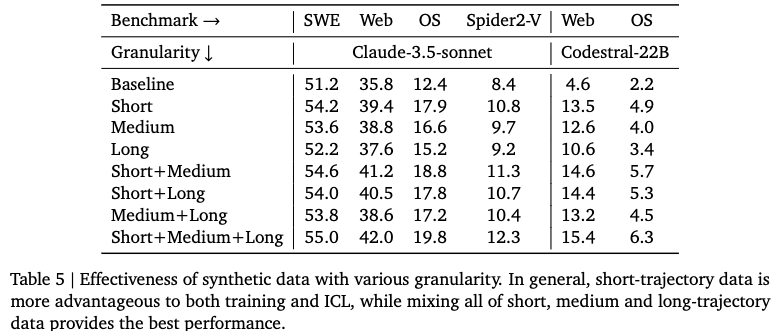 Benchmark → SWE Web OS Spider2-V Web OS
Granularity ↓ Claude-3.5-sonnet Codestral-22B
Baseline 51.2 35.8 12.4 8.4 4.6 2.2
Short 54.2 39.4 17.9 10.8 13.5 4.9
Medium 53.6 38.8 16.6 9.7 12.6 4.0
Long 52.2 37.6 15.2 9.2 10.6 3.4
Short+Medium 54.6 41.2 18.8 11.3 14.6 5.7
Short+Long 54.0 40.5 17.8 10.7 14.4 5.3
Medium+Long 53.8 38.6 17.2 10.4 13.2 4.5
Short+Medium+Long 55.0 42.0 19.8 12.3 15.4 6.3
Table 5 | Effectiveness of synthetic data with various granularity. In general, short-trajectory data is
more advantageous to both training and ICL, while mixing all of short, medium and long-trajectory
data provides the best performance.